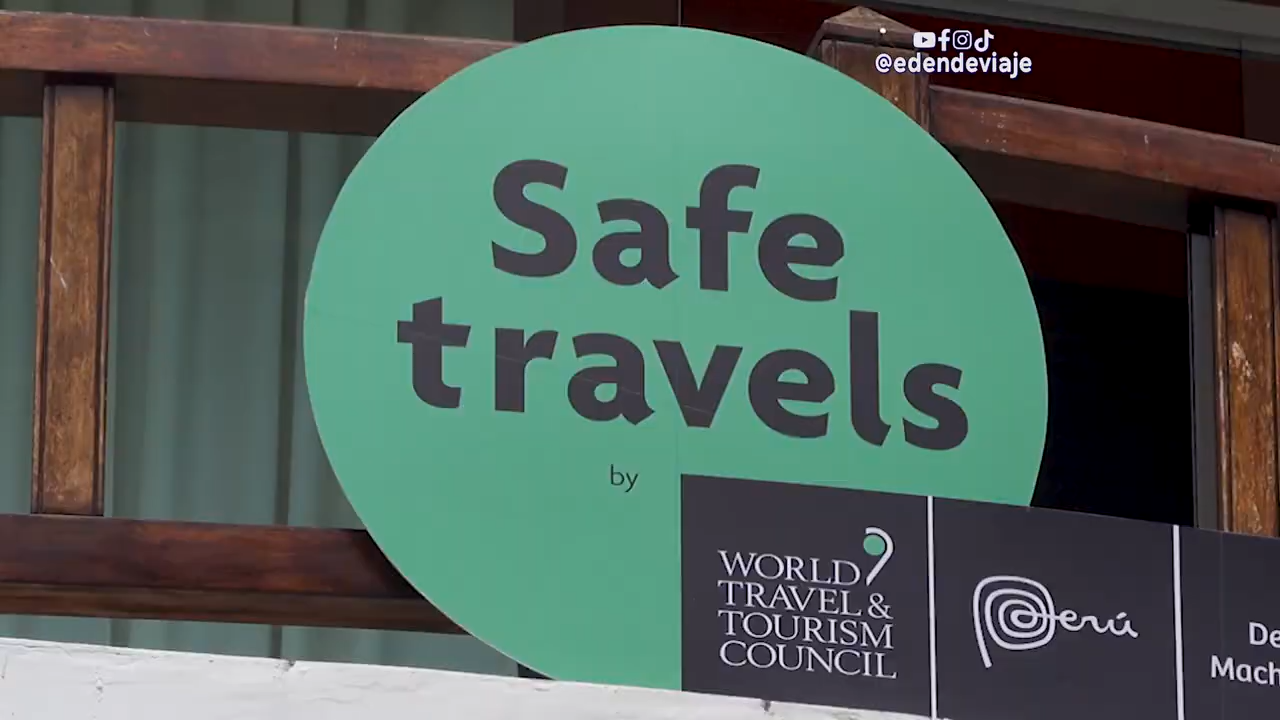 @edendeviaje
Safe
travels
by
WORLD
TRAVEL &
TOURISM
COUNCIL
Perú
De
Mach